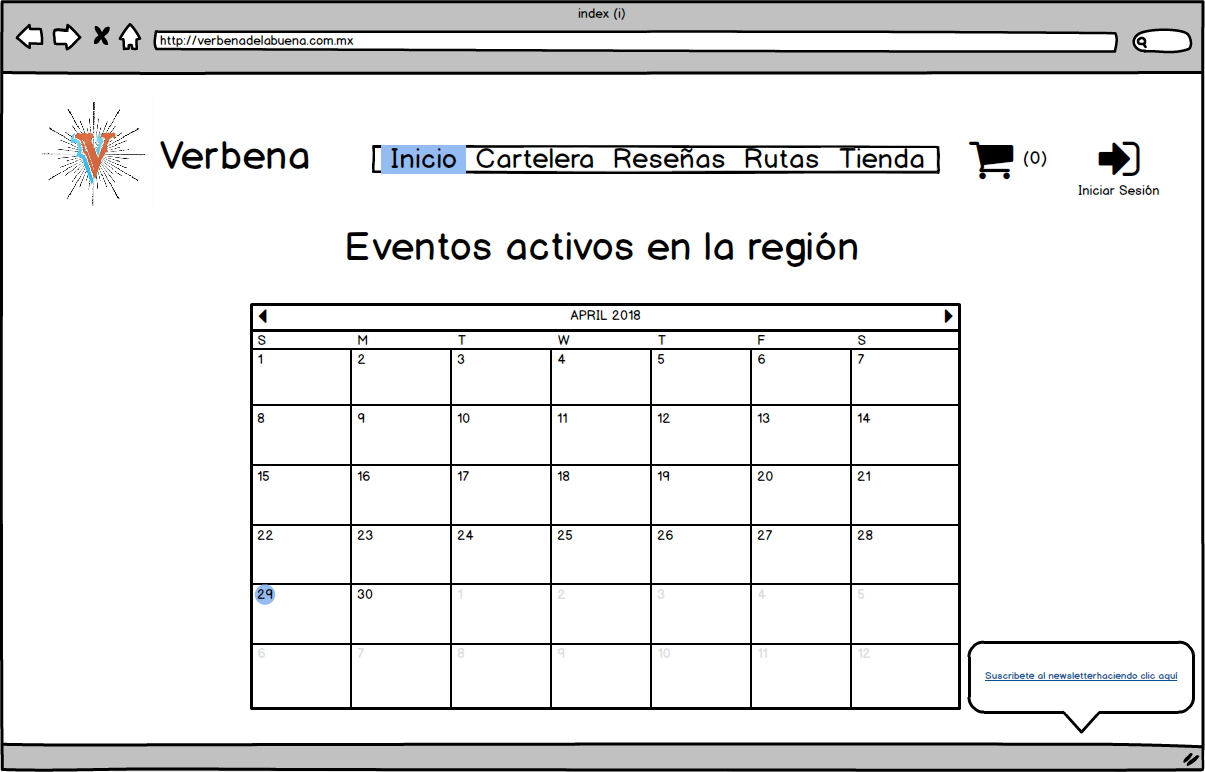 index (i)
http://verbenadelabuena.com.mx
V
Verbena
Inicio Cartelera Reseñas Rutas Tienda
(0)
Iniciar Sesión
Eventos activos en la región
APRIL 2018
S M T W T F S
1 2 3 4 5 6 7
8 9 10 11 12 13 14
15 16 17 18 19 20 21
22 23 24 25 26 27 28
29 30 1 2 3 4 5
6 7 8 9 10 11 12
Suscribete al newsletterhaciendo clic aquí